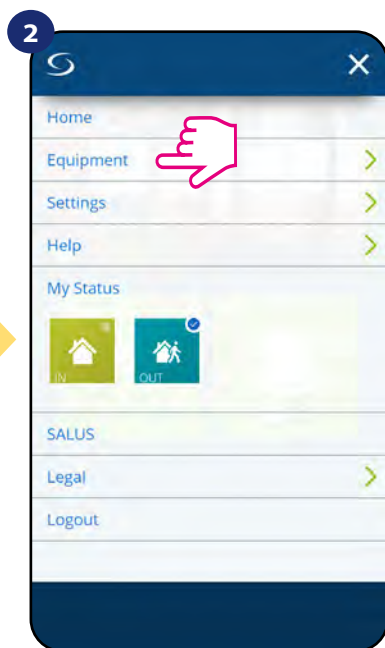 2
Home
Equipment
Settings
Help
My Status
IN
OUT
SALUS
Legal
Logout